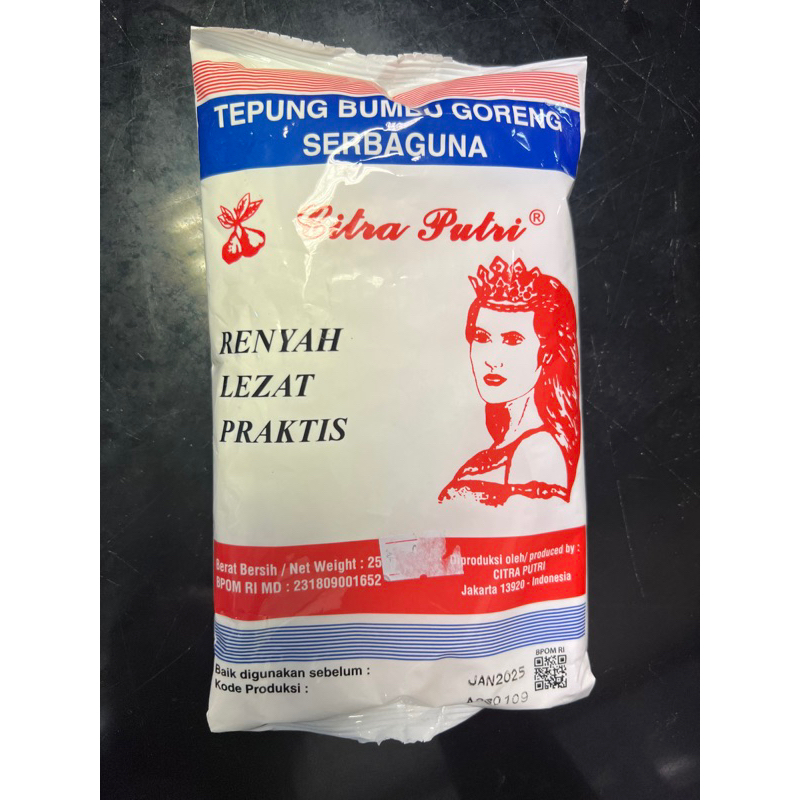 TEPUNG BUMBU GORENG
SERBAGUNA
Citra Putri®
RENYAH
LEZAT
PRAKTIS
Berat Bersih / Net Weight : 25
BPOM RI MD : 231809001652
Diproduksi oleh/ produced by :
CITRA PUTRI
Jakarta 13920 - Indonesia
BPOM RI
Baik digunakan sebelum :
JAN2025
Kode Produksi :